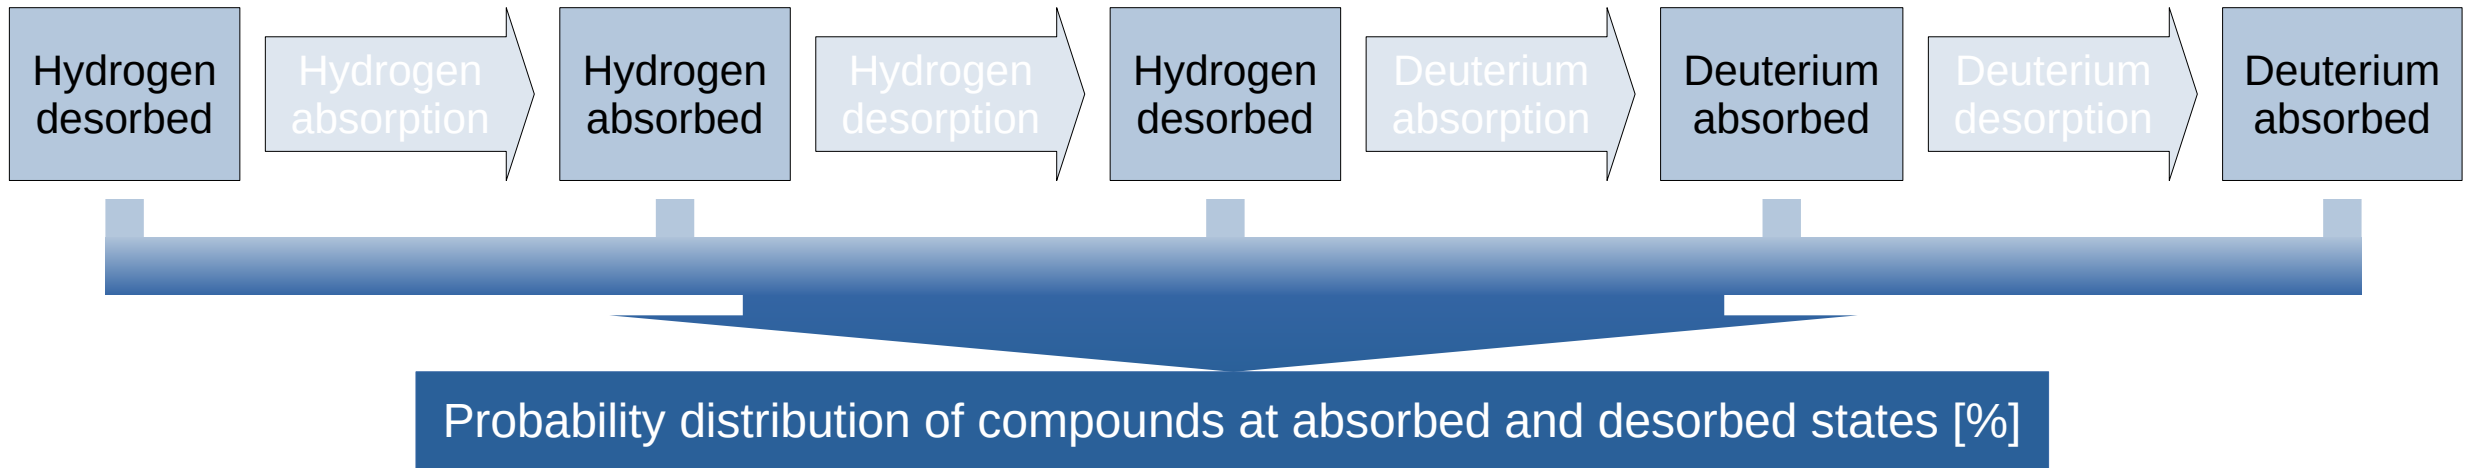 Hydrogen
desorbed
Hydrogen
absorption
Hydrogen
absorbed
Hydrogen
desorption
Hydrogen
desorbed
Deuterium
absorption
Deuterium
absorbed
Deuterium
desorption
Deuterium
absorbed
Probability distribution of compounds at absorbed and desorbed states [%]